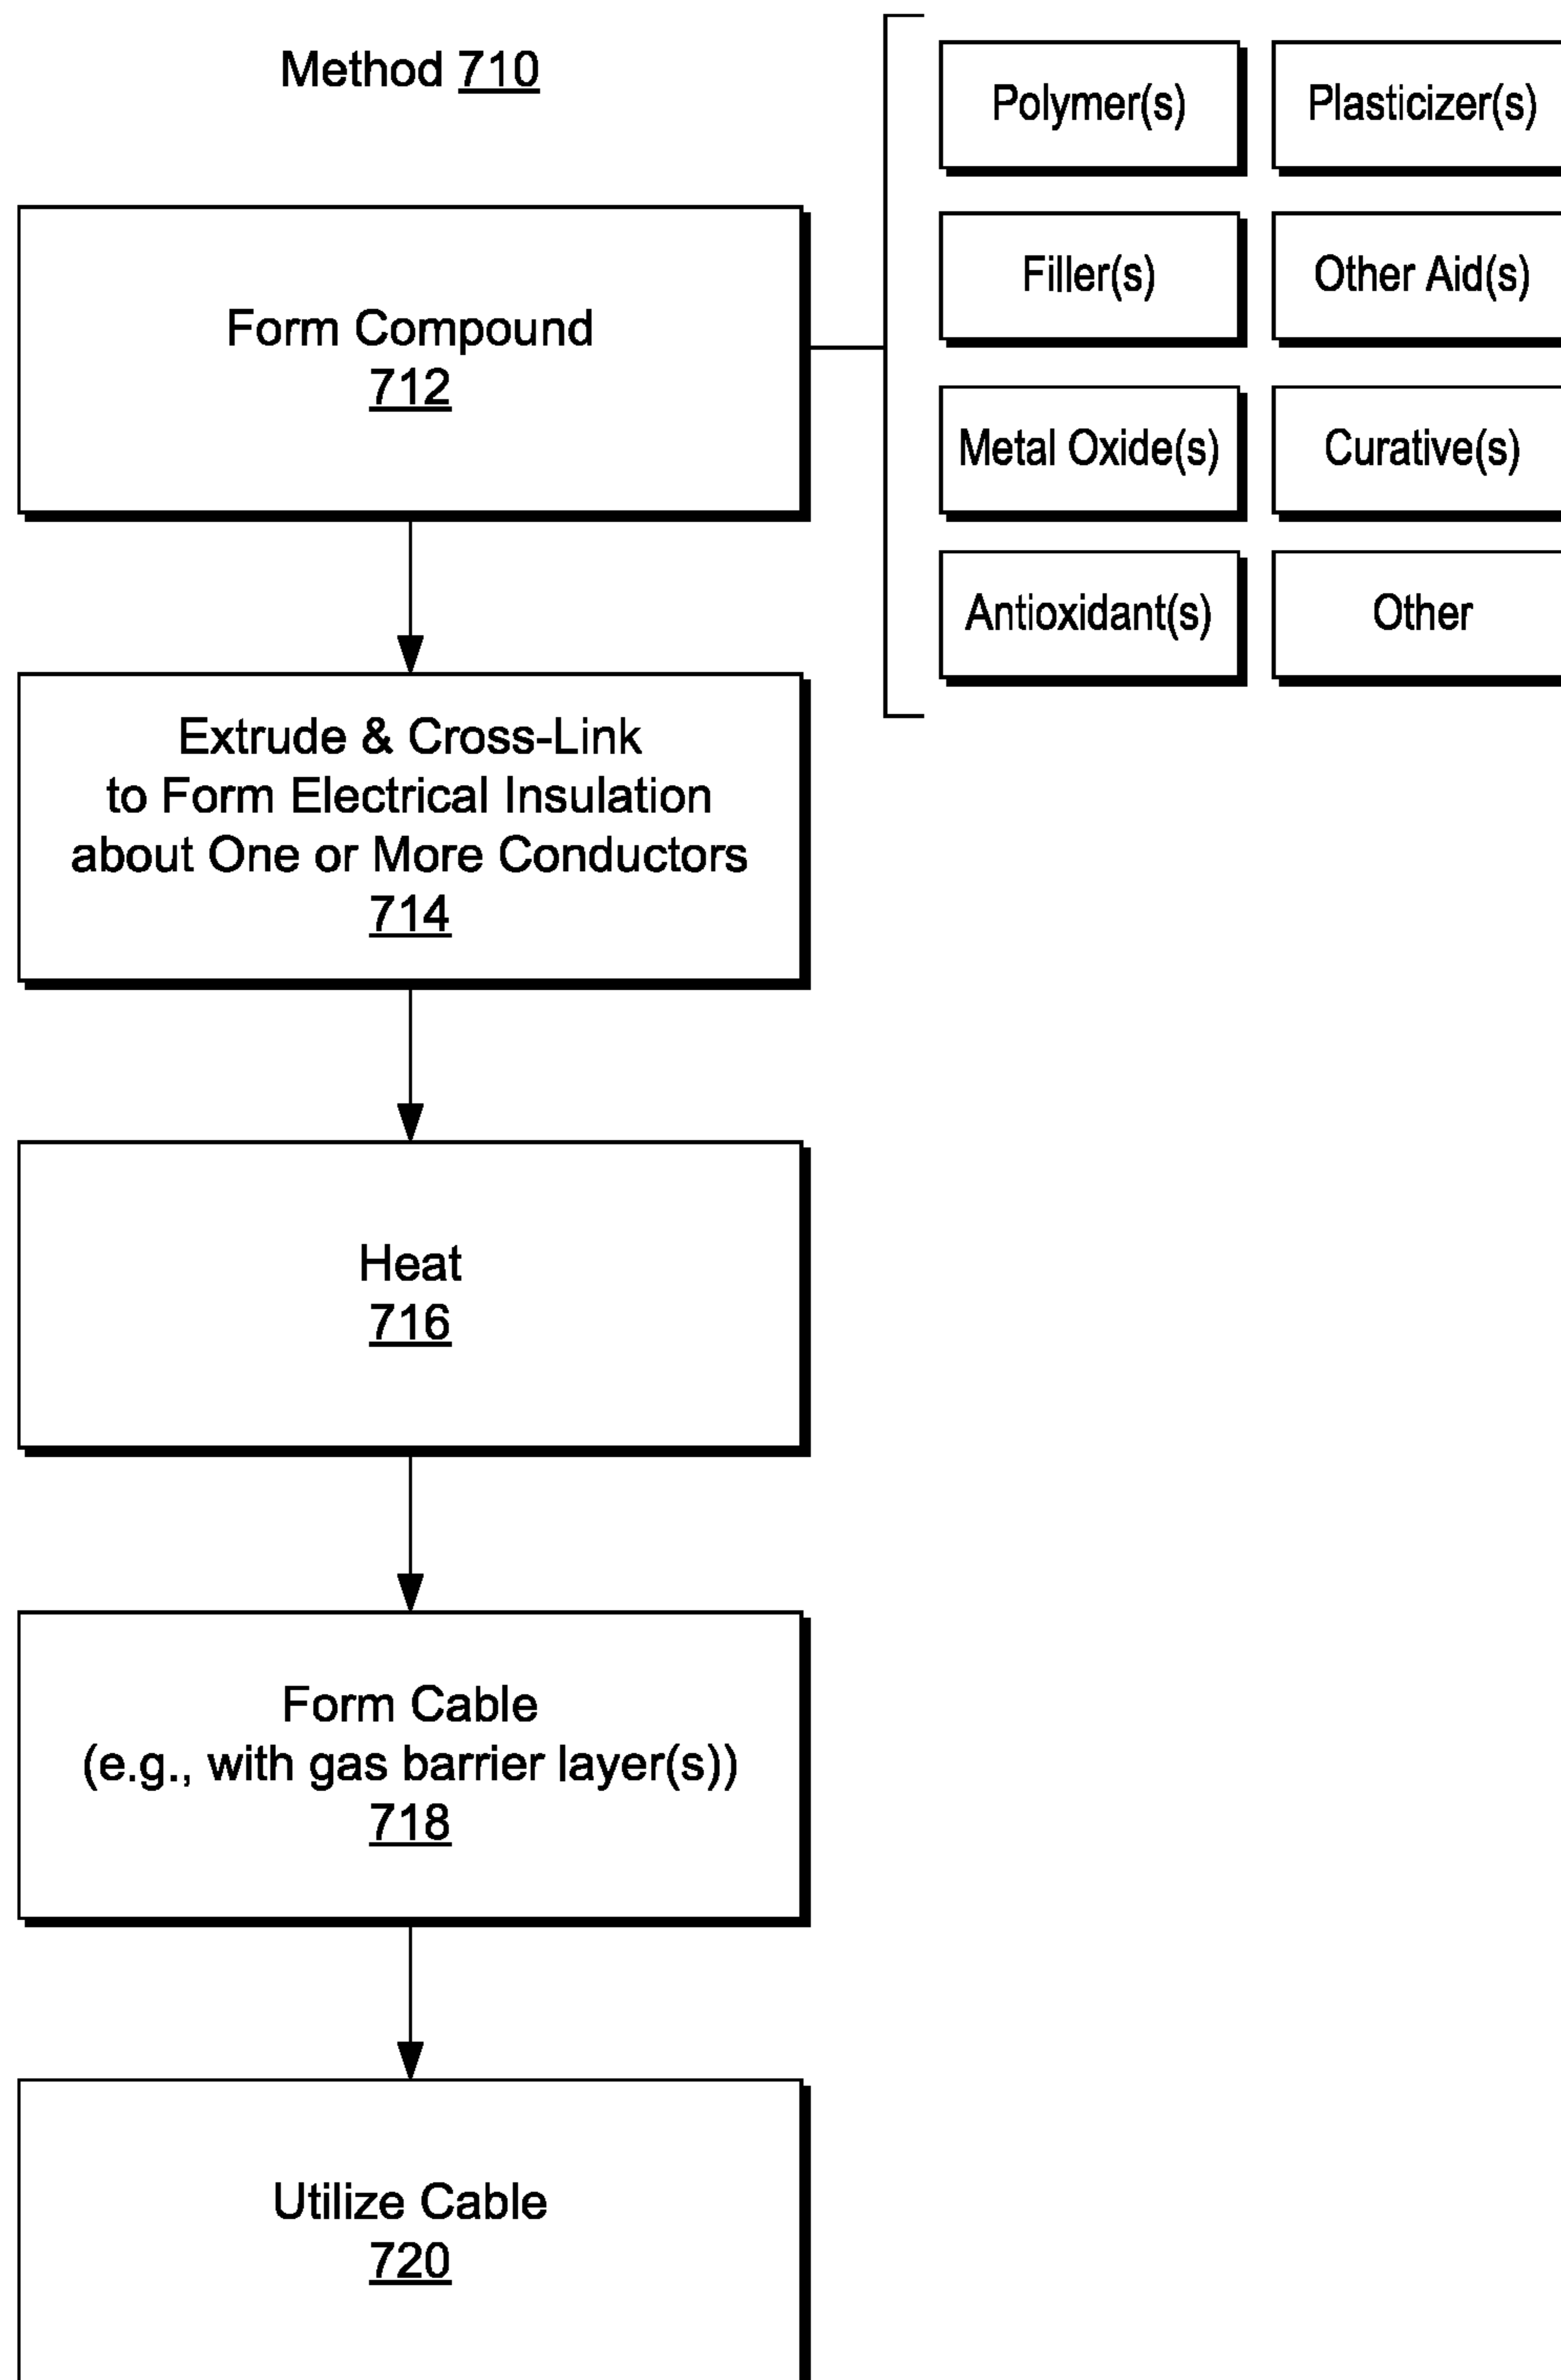 Method 710
Form Compound
712
Polymer(s)
Plasticizer(s)
Filler(s)
Other Aid(s)
Metal Oxide(s)
Curative(s)
Antioxidant(s)
Other
Extrude & Cross-Link
to Form Electrical Insulation
about One or More Conductors
714
Heat
716
Form Cable
(e.g., with gas barrier layer(s))
718
Utilize Cable
720